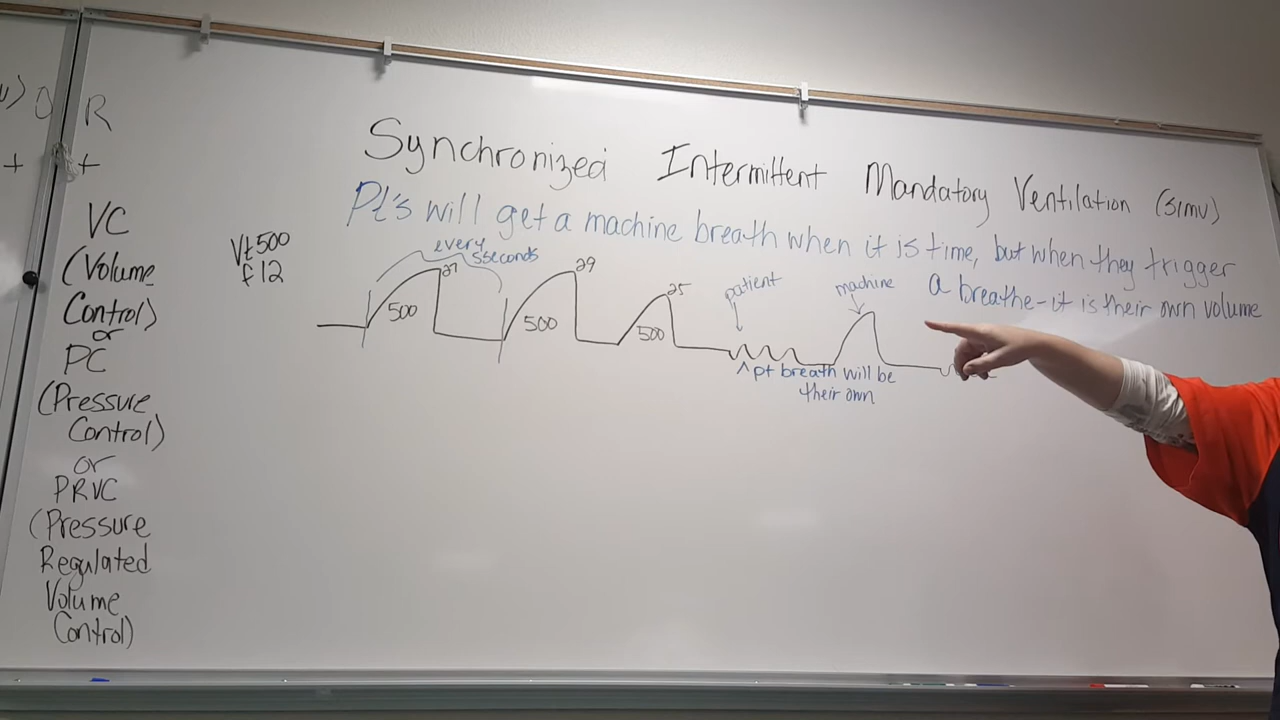 OR
+ +
VC
(Volume
Control)
or
PC
(Pressure
Control)
or
PRVC
(Pressure
Regulated
Volume
Control)
Synchronized Intermittent Mandatory Ventilation (SIMV)
Pt's will get a machine breath when it is time, but when they trigger
a breathe - it is their own volume
Vt 500
f 12
every
5seconds
27
29
25
500
500
500
patient
machine
^ pt breath will be
their own